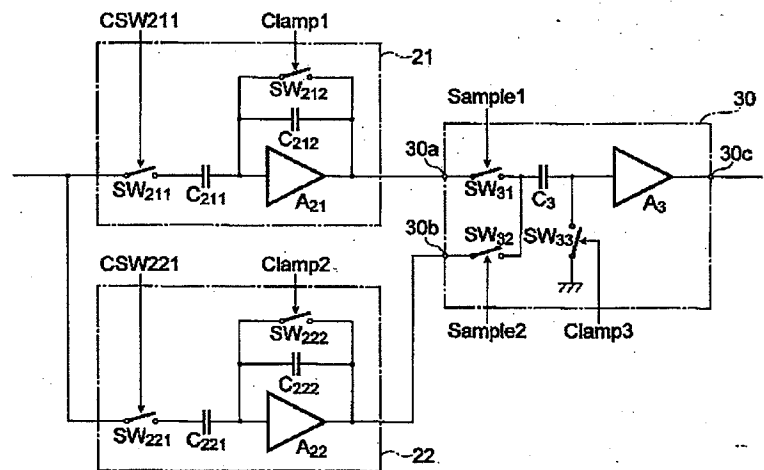 CSW211 Clamp1
21
SW212
Sample1
30
C212
30a
30c
SW211 C211 A21
SW31 C3 A3
30b
SW32 SW33
CSW221 Clamp2
SW222
Sample2 Clamp3
C222
SW221 C221 A22
22